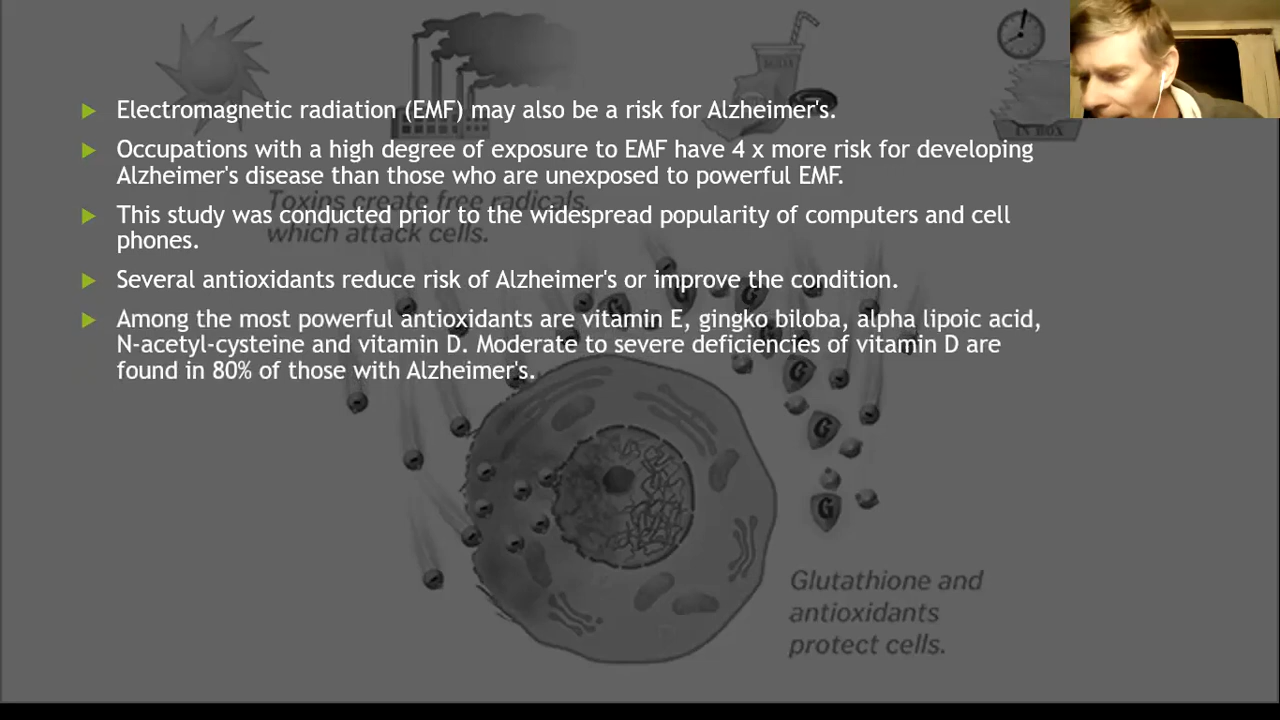 SODA
IN BOX
Electromagnetic radiation (EMF) may also be a risk for Alzheimer's.
Occupations with a high degree of exposure to EMF have 4 x more risk for developing
Alzheimer's disease than those who are unexposed to powerful EMF.
Toxins create free radicals,
which attack cells.
This study was conducted prior to the widespread popularity of computers and cell
phones.
Several antioxidants reduce risk of Alzheimer's or improve the condition.
Among the most powerful antioxidants are vitamin E, gingko biloba, alpha lipoic acid,
N-acetyl-cysteine and vitamin D. Moderate to severe deficiencies of vitamin D are
found in 80% of those with Alzheimer's.
G
G
G
G
G
G
Glutathione and
antioxidants
protect cells.